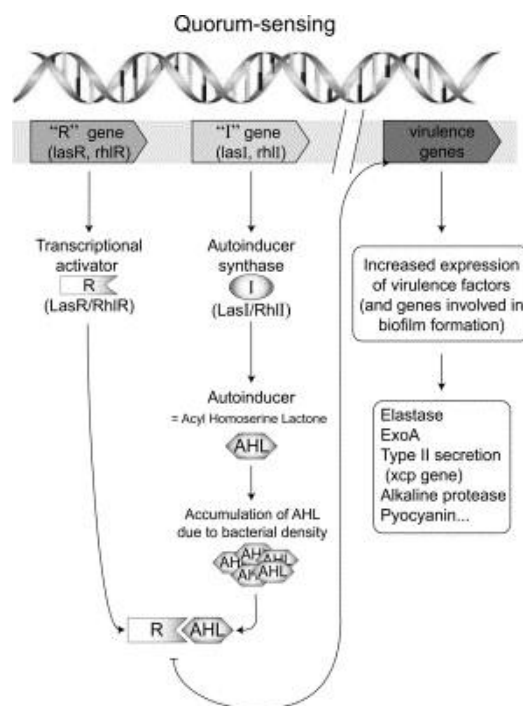 Quorum-sensing
“R” gene
(lasR, rhlR)
“I” gene
(lasI, rhlI)
virulence
genes
Transcriptional
activator
R
(LasR/RhlR)
Autoinducer
synthase
I
(LasI/RhlI)
Increased expression
of virulence factors
(and genes involved in
biofilm formation)
Autoinducer
= Acyl Homoserine Lactone
AHL
Elastase
ExoA
Type II secretion
(xcp gene)
Alkaline protease
Pyocyanin...
Accumulation of AHL
due to bacterial density
AHL
R AHL